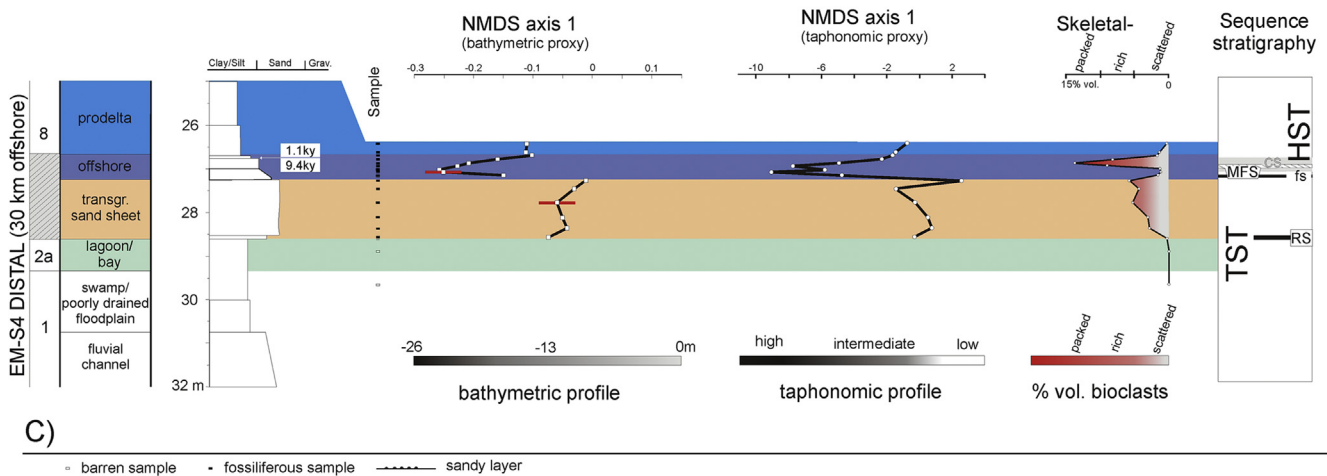 NMDS axis 1
(bathymetric proxy)
NMDS axis 1
(taphonomic proxy)
Skeletal-
packed
rich
scattered
Sequence
stratigraphy
Clay/Silt
Sand
Grav.
Sample
-0.3
-0.1
0
0.1
-10
-6
-2
2
15% vol.
0
EM-S4 DISTAL (30 km offshore)
8
2a
1
prodelta
offshore
transgr.
sand sheet
lagoon/
bay
swamp/
poorly drained
floodplain
fluvial
channel
26
28
30
32 m
1.1ky
9.4ky
HST
CS
MFS
fs
RS
TST
-26
-13
0m
bathymetric profile
high
intermediate
low
taphonomic profile
packed
rich
scattered
% vol. bioclasts
C)
barren sample
fossiliferous sample
sandy layer